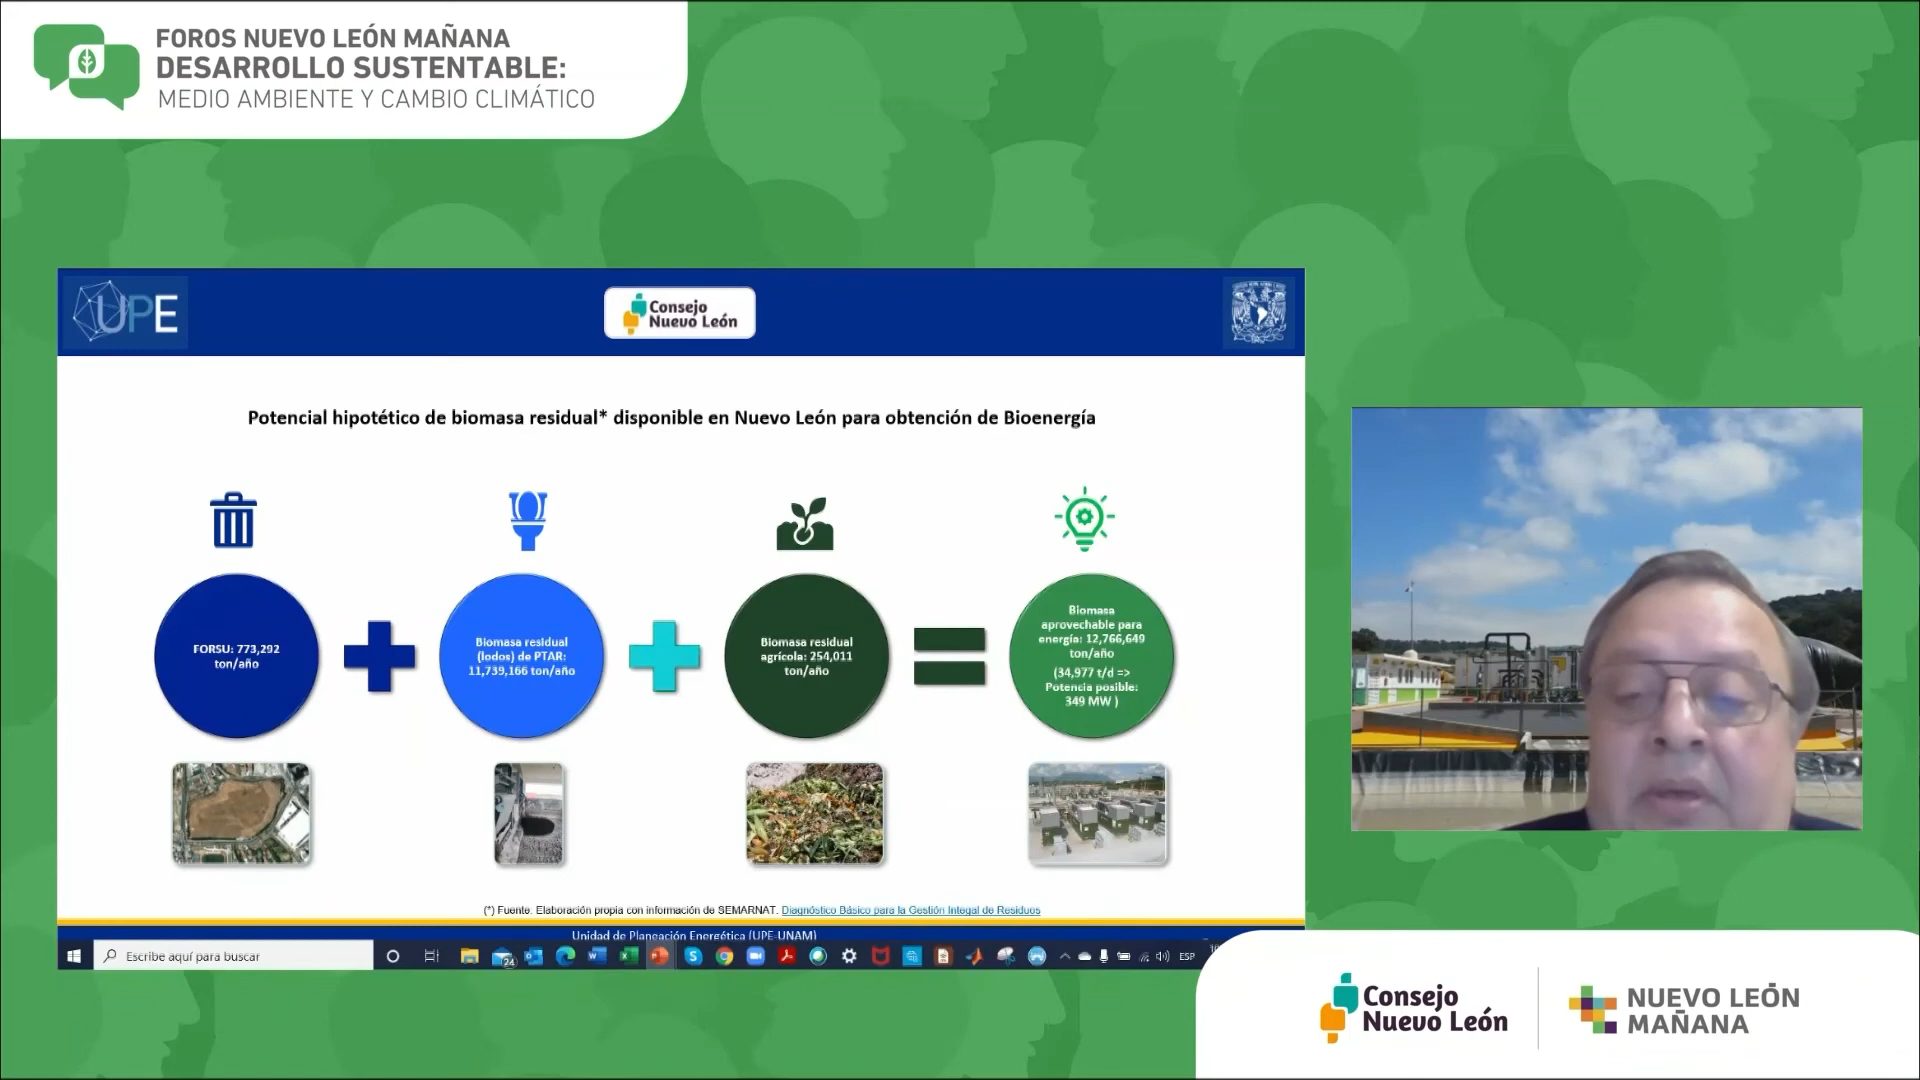 FOROS NUEVO LEÓN MAÑANA
DESARROLLO SUSTENTABLE:
MEDIO AMBIENTE Y CAMBIO CLIMÁTICO
UPE
Consejo
Nuevo León
Potencial hipotético de biomasa residual* disponible en Nuevo León para obtención de Bioenergía
FORSU: 773,292
ton/año
Biomasa residual
(lodos) de PTAR:
11,739,166 ton/año
Biomasa residual
agrícola: 254,011
ton/año
Biomasa
aprovechable para
energía: 12,766,649
ton/año
(34,977 t/d =>
Potencia posible:
349 MW )
(*) Fuente. Elaboración propia con información de SEMARNAT. Diagnóstico Básico para la Gestión Integal de Residuos
Unidad de Planeación Energética (UPE-UNAM)
Escribe aquí para buscar
24
ESP
Consejo
Nuevo León
NUEVO LEÓN
MAÑANA